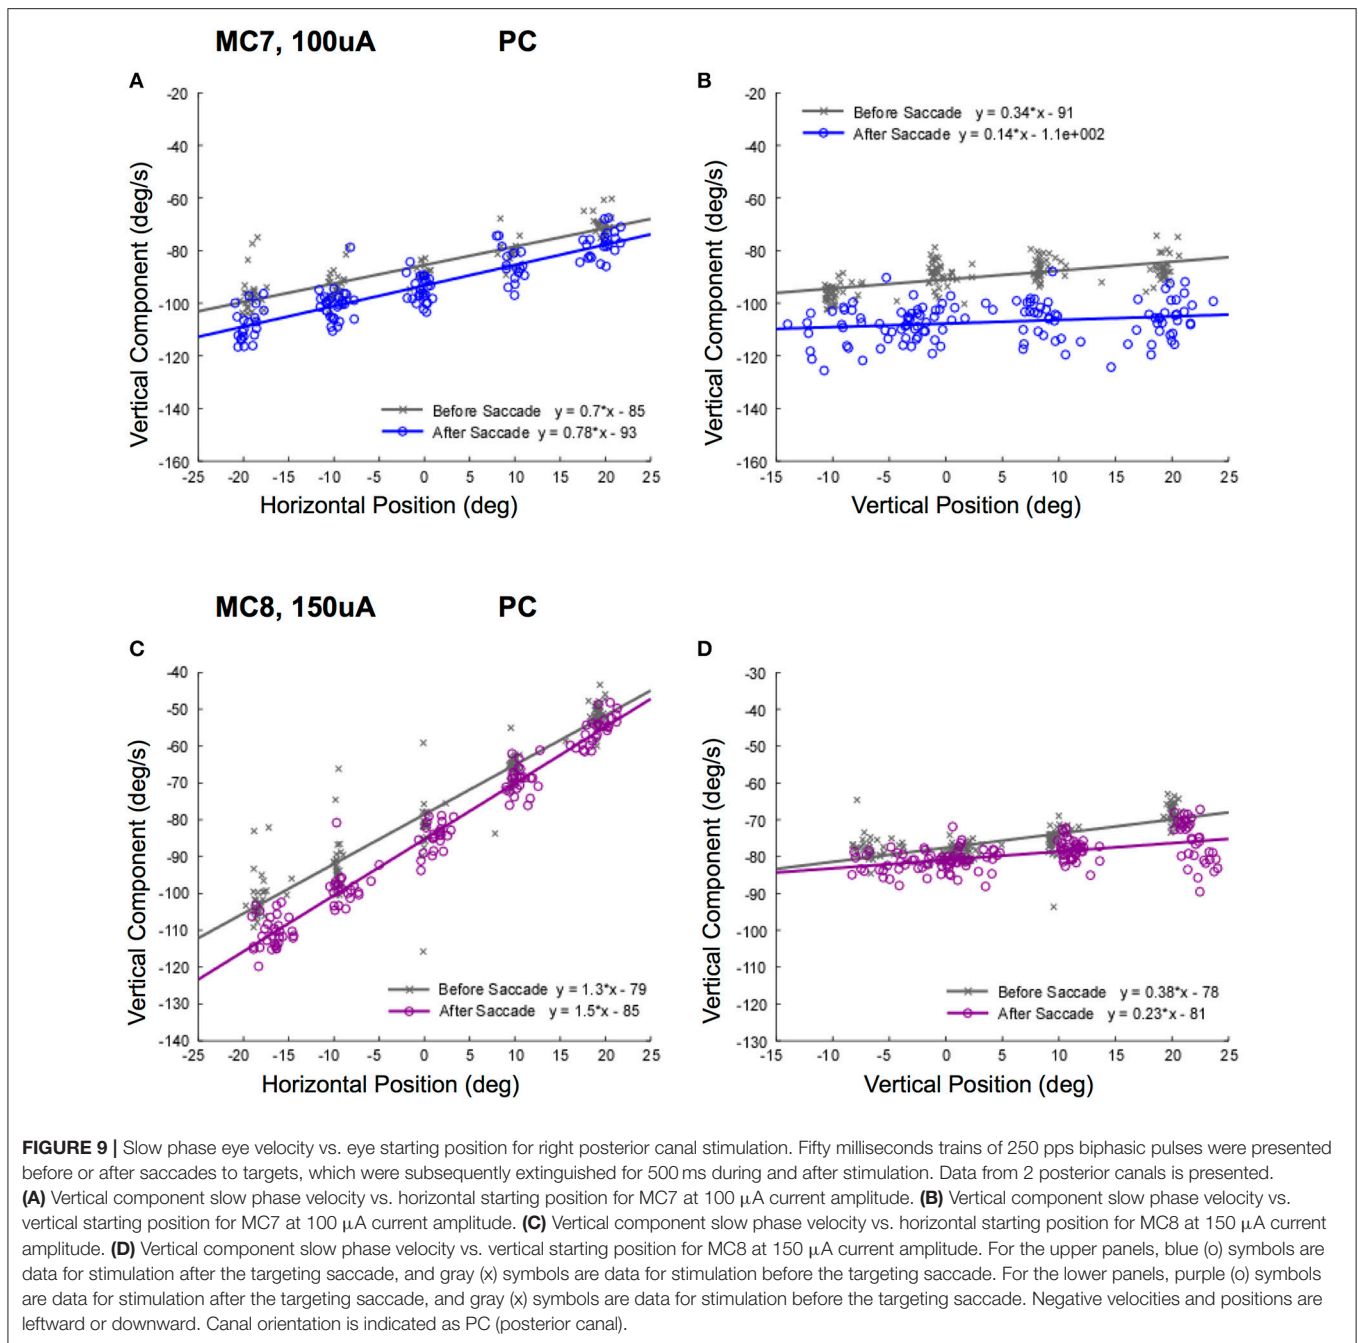 MC7, 100uA PC
A
-20
-40
-60
-80
-100
-120
-140
-160
Vertical Component (deg/s)
Before Saccade y = 0.7*x - 85
After Saccade y = 0.78*x - 93
-25 -20 -15 -10 -5 0 5 10 15 20 25
Horizontal Position (deg)
B
-20
-40
-60
-80
-100
-120
-140
-160
Vertical Component (deg/s)
Before Saccade y = 0.34*x - 91
After Saccade y = 0.14*x - 1.1e+002
-15 -10 -5 0 5 10 15 20 25
Vertical Position (deg)
MC8, 150uA PC
C
-40
-50
-60
-70
-80
-90
-100
-110
-120
-130
-140
Vertical Component (deg/s)
Before Saccade y = 1.3*x - 79
After Saccade y = 1.5*x - 85
-25 -20 -15 -10 -5 0 5 10 15 20 25
Horizontal Position (deg)
D
-30
-40
-50
-60
-70
-80
-90
-100
-110
-120
-130
Vertical Component (deg/s)
Before Saccade y = 0.38*x - 78
After Saccade y = 0.23*x - 81
-15 -10 -5 0 5 10 15 20 25
Vertical Position (deg)
FIGURE 9 | Slow phase eye velocity vs. eye starting position for right posterior canal stimulation. Fifty milliseconds trains of 250 pps biphasic pulses were presented
before or after saccades to targets, which were subsequently extinguished for 500 ms during and after stimulation. Data from 2 posterior canals is presented.
(A) Vertical component slow phase velocity vs. horizontal starting position for MC7 at 100 μA current amplitude. (B) Vertical component slow phase velocity vs.
vertical starting position for MC7 at 100 μA current amplitude. (C) Vertical component slow phase velocity vs. horizontal starting position for MC8 at 150 μA current
amplitude. (D) Vertical component slow phase velocity vs. vertical starting position for MC8 at 150 μA current amplitude. For the upper panels, blue (o) symbols are
data for stimulation after the targeting saccade, and gray (x) symbols are data for stimulation before the targeting saccade. For the lower panels, purple (o) symbols
are data for stimulation after the targeting saccade, and gray (x) symbols are data for stimulation before the targeting saccade. Negative velocities and positions are
leftward or downward. Canal orientation is indicated as PC (posterior canal).